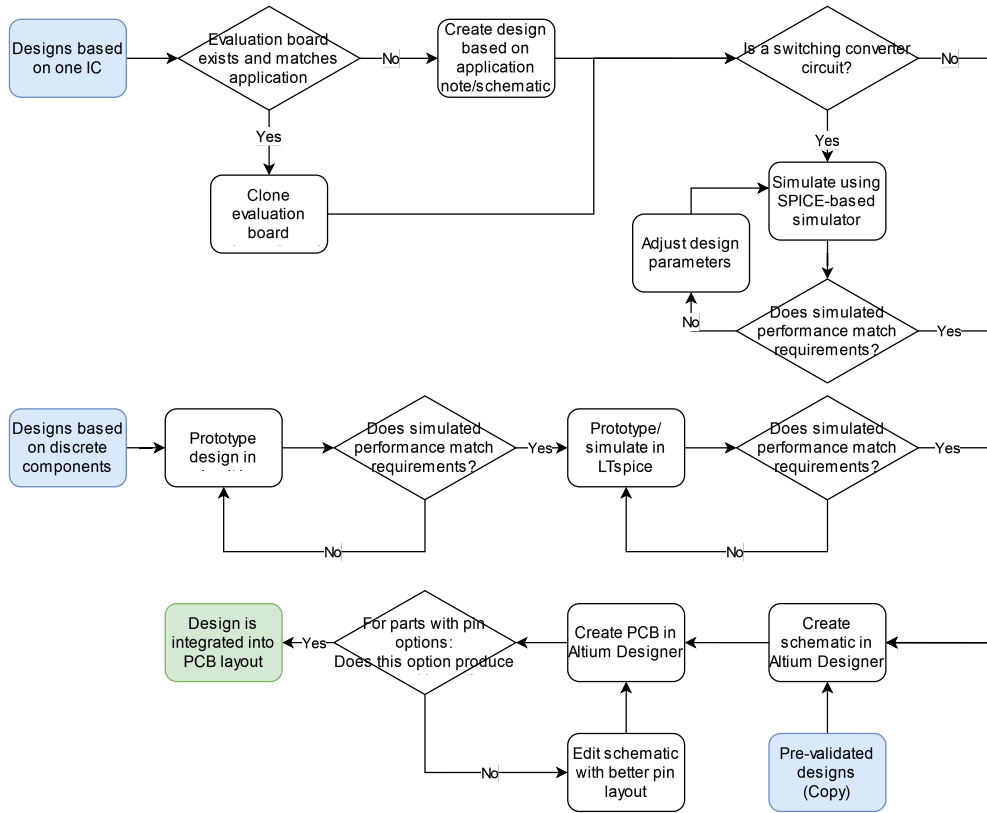 Designs based
on one IC
Evaluation board
exists and matches
application
No
Create design
based on
application
note/schematic
Is a switching converter
circuit?
No
Yes
Clone
evaluation
board
Yes
Simulate using
SPICE-based
simulator
Adjust design
parameters
No
Does simulated
performance match
requirements?
Yes
Designs based
on discrete
components
Prototype
design in
Does simulated
performance match
requirements?
Yes
No
Prototype/
simulate in
LTspice
Does simulated
performance match
requirements?
Yes
No
Design is
integrated into
PCB layout
Yes
For parts with pin
options:
Does this option produce
Create PCB in
Altium Designer
Create
schematic in
Altium Designer
No
Edit schematic
with better pin
layout
Pre-validated
designs
(Copy)